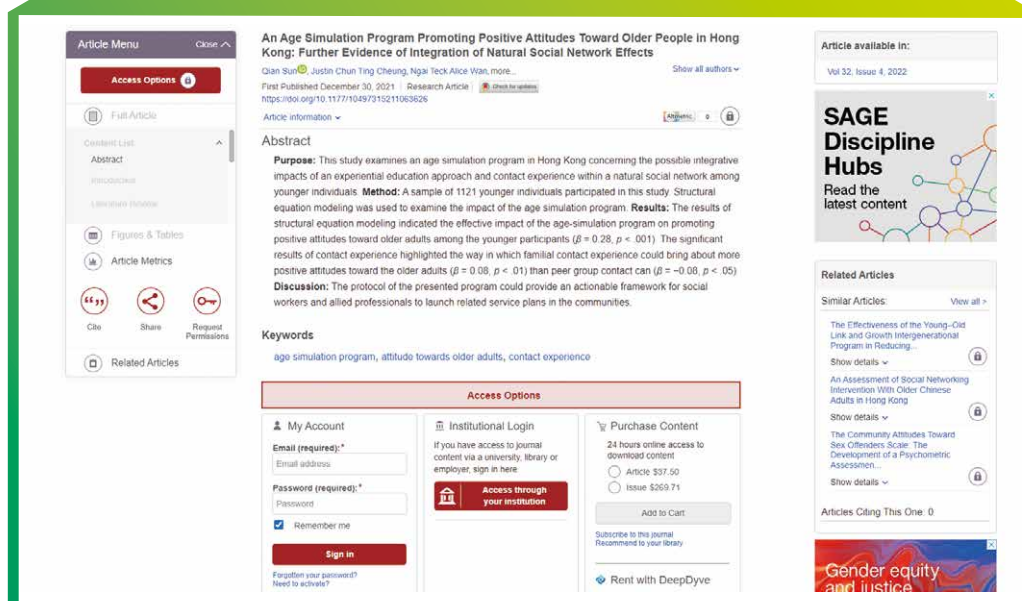 Article Menu
Close
Access Options
Full Article
Content List
Abstract
Introduction
Literature Review
Figures & Tables
Article Metrics
Cite
Share
Request
Permissions
Related Articles
An Age Simulation Program Promoting Positive Attitudes Toward Older People in Hong
Kong: Further Evidence of Integration of Natural Social Network Effects
Qian Sun, Justin Chun Ting Cheung, Ngai Teck Alice Wan, more...
Show all authors
First Published December 30, 2021 | Research Article | Check for updates
https://doi.org/10.1177/10497315211063626
Article information
Altmetric 0
Abstract
Purpose: This study examines an age simulation program in Hong Kong concerning the possible integrative
impacts of an experiential education approach and contact experience within a natural social network among
younger individuals. Method: A sample of 1121 younger individuals participated in this study. Structural
equation modeling was used to examine the impact of the age simulation program. Results: The results of
structural equation modeling indicated the effective impact of the age-simulation program on promoting
positive attitudes toward older adults among the younger participants (β = 0.28, p < .001). The significant
results of contact experience highlighted the way in which familial contact experience could bring about more
positive attitudes toward the older adults (β = 0.08, p < .01) than peer group contact can (β = −0.08, p < .05)
Discussion: The protocol of the presented program could provide an actionable framework for social
workers and allied professionals to launch related service plans in the communities.
Keywords
age simulation program, attitude towards older adults, contact experience
Access Options
My Account
Email (required):*
Email address
Password (required):*
Password
Remember me
Sign in
Forgotten your password?
Need to activate?
Institutional Login
If you have access to journal
content via a university, library or
employer, sign in here
Access through
your institution
Purchase Content
24 hours online access to
download content
Article $37.50
Issue $269.71
Add to Cart
Subscribe to this journal
Recommend to your library
Rent with DeepDyve
Article available in:
Vol 32, Issue 4, 2022
SAGE
Discipline
Hubs
Read the
latest content
Related Articles
Similar Articles:
View all >
The Effectiveness of the Young–Old
Link and Growth Intergenerational
Program in Reducing...
Show details
An Assessment of Social Networking
Intervention With Older Chinese
Adults in Hong Kong
Show details
The Community Attitudes Toward
Sex Offenders Scale: The
Development of a Psychometric
Assessmen...
Show details
Articles Citing This One: 0
Gender equity
and justice